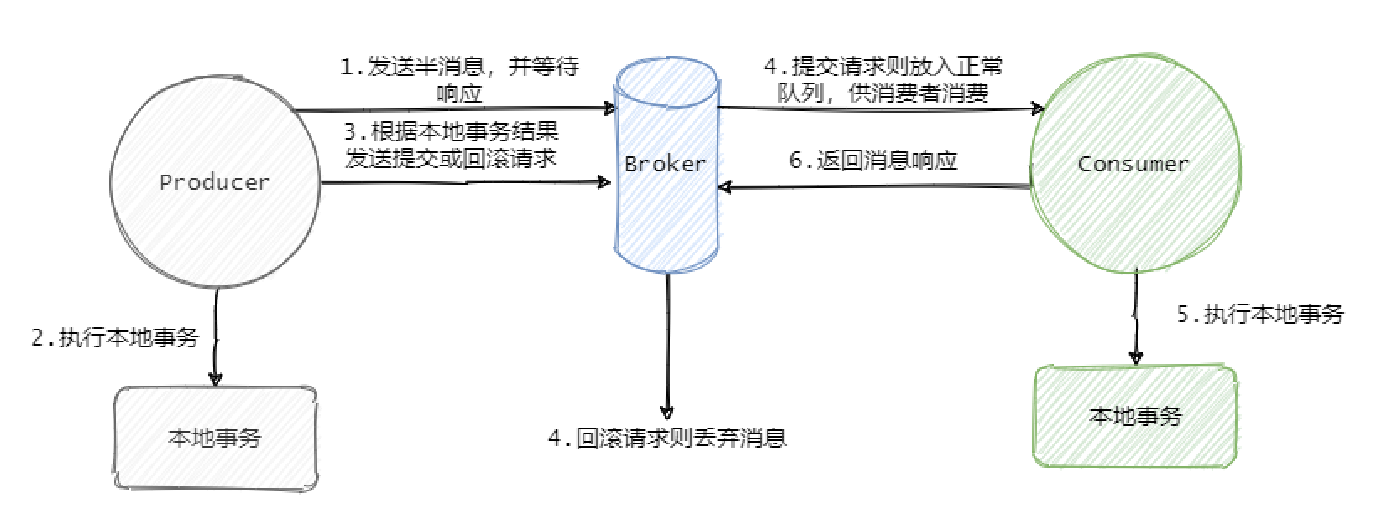 1.发送半消息，并等待
响应
4.提交请求则放入正常
队列，供消费者消费
3.根据本地事务结果
发送提交或回滚请求
Producer
Broker
6.返回消息响应
Consumer
2.执行本地事务
5.执行本地事务
本地事务
4.回滚请求则丢弃消息
本地事务